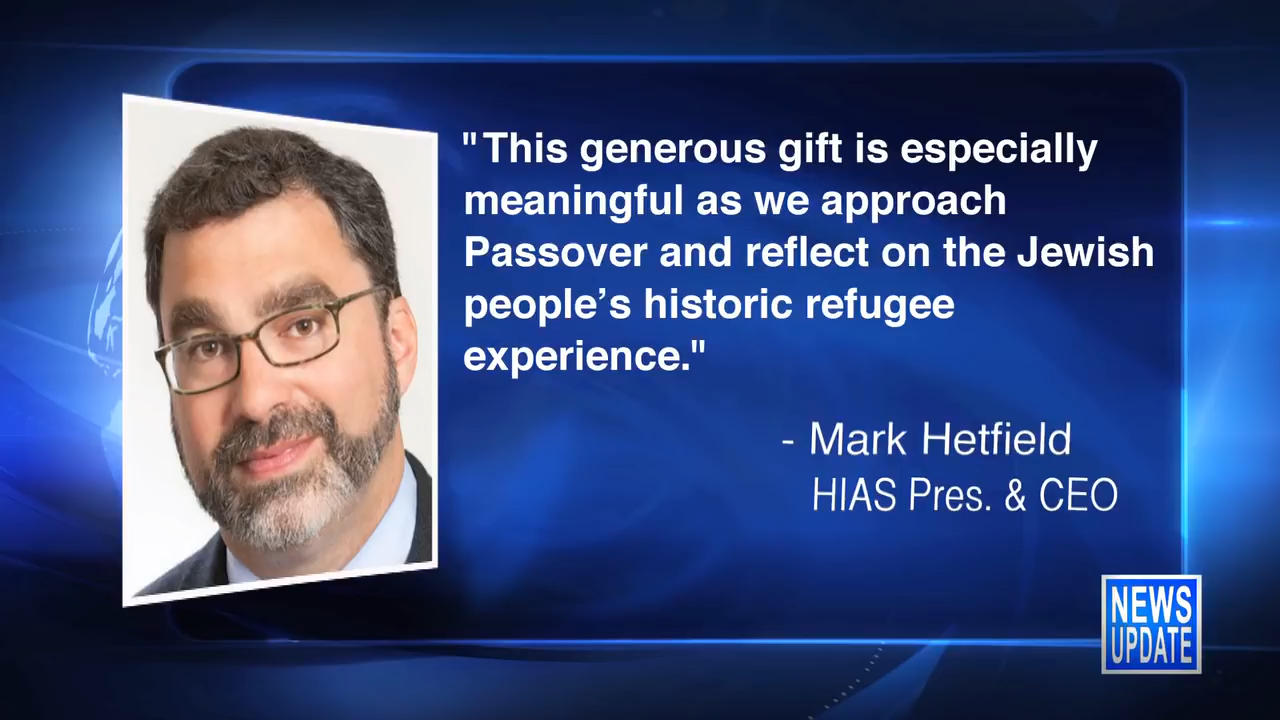 "This generous gift is especially
meaningful as we approach
Passover and reflect on the Jewish
people’s historic refugee
experience."
- Mark Hetfield
HIAS Pres. & CEO
NEWS
UPDATE